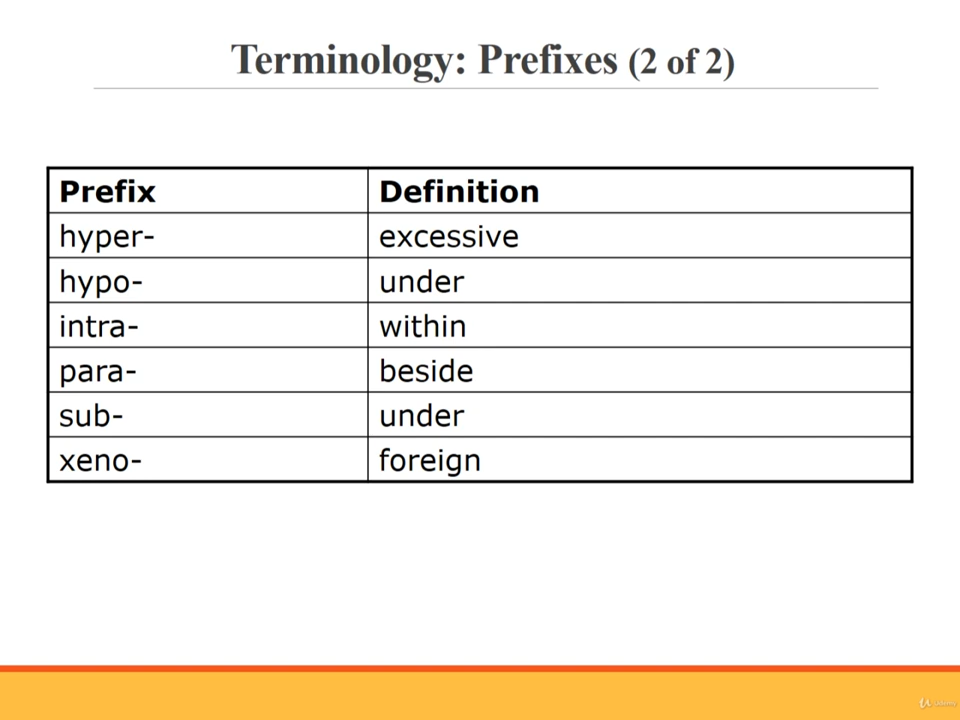 Terminology: Prefixes (2 of 2)
Prefix Definition
hyper- excessive
hypo- under
intra- within
para- beside
sub- under
xeno- foreign
Udemy